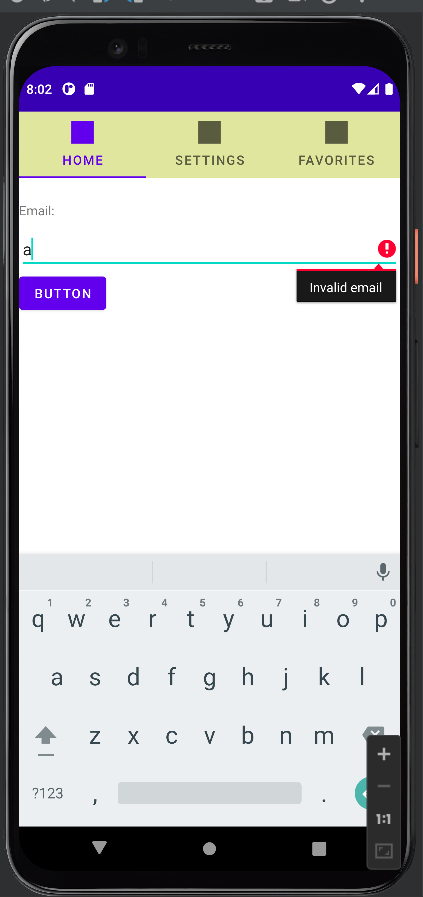 8:02
HOME SETTINGS FAVORITES
Email:
a
Invalid email
BUTTON
1 2 3 4 5 6 7 8 9 0
q w e r t y u i o p
a s d f g h j k l
z x c v b n m
?123 , .
1:1